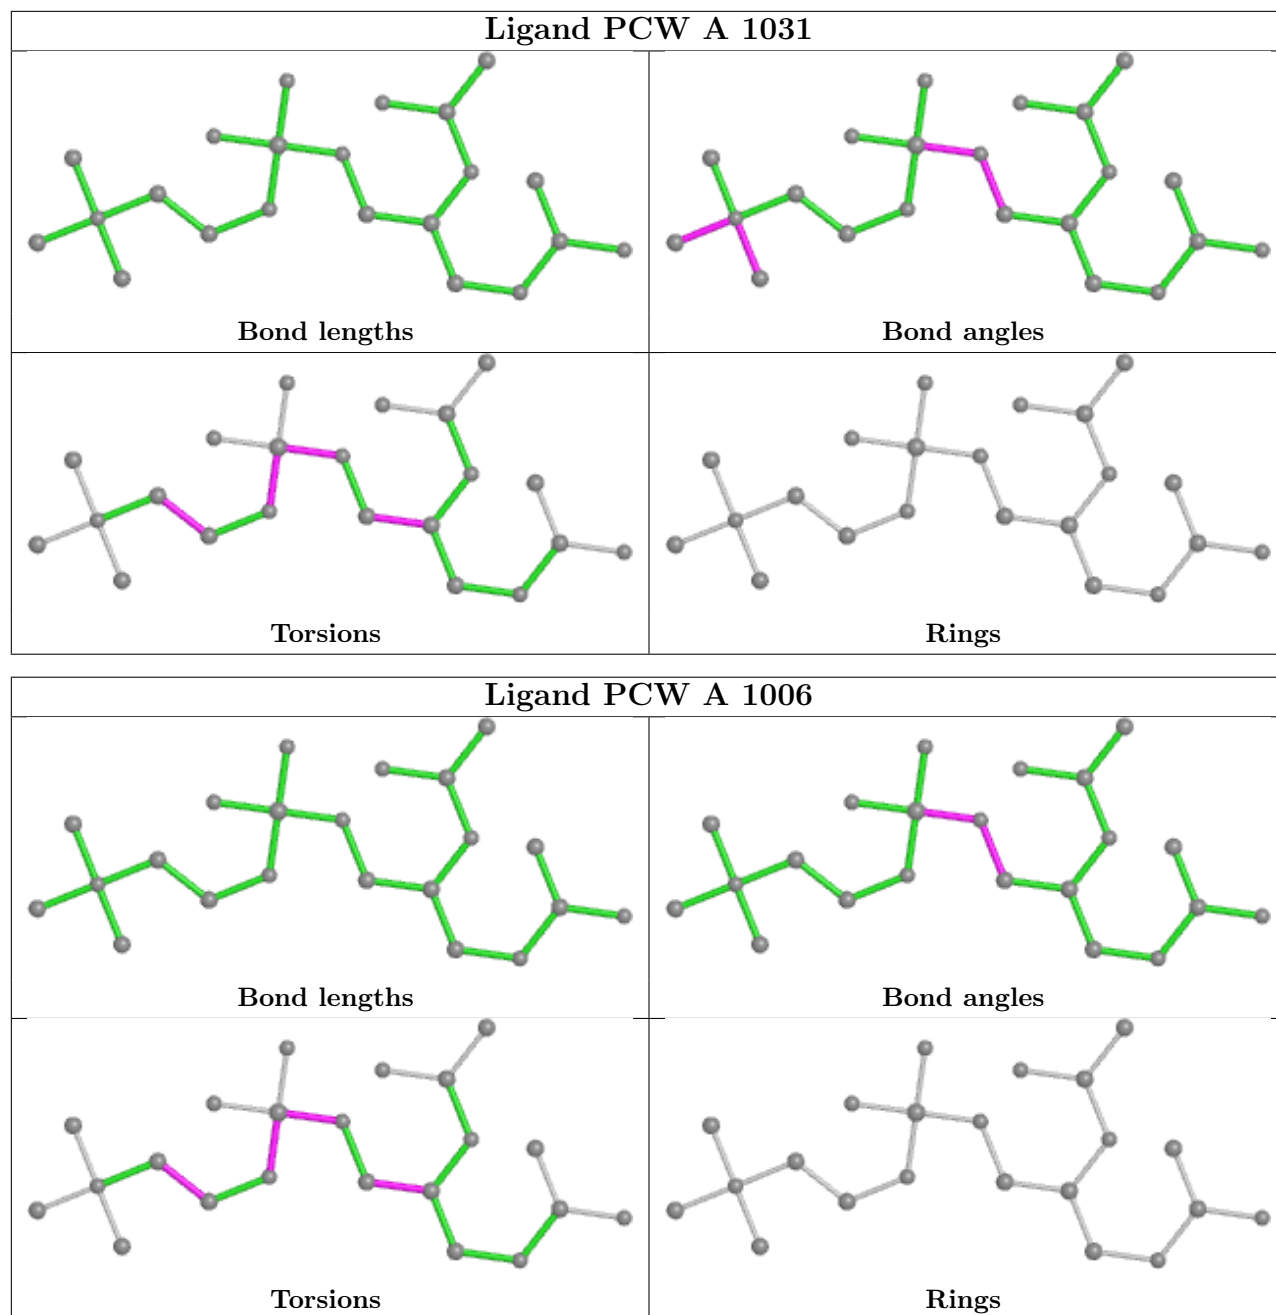 Ligand PCW A 1031
Bond lengths
Bond angles
Torsions
Rings
Ligand PCW A 1006
Bond lengths
Bond angles
Torsions
Rings